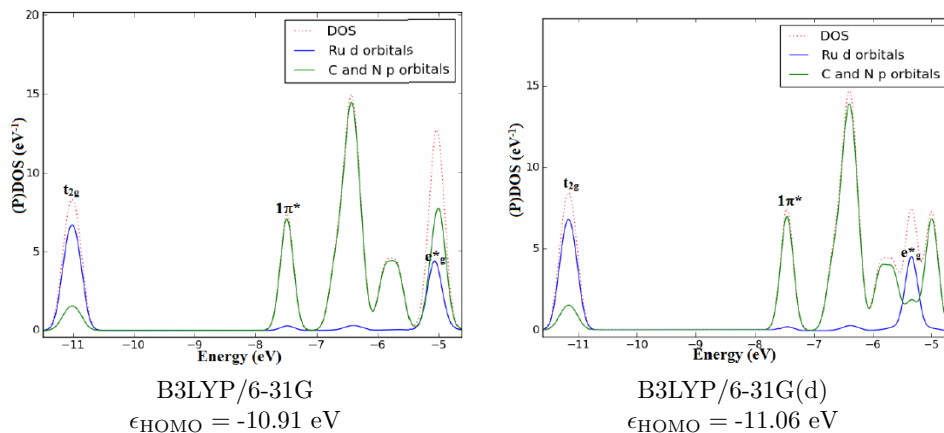 20
15
10
5
0
(P)DOS (eV⁻¹)
DOS
Ru d orbitals
C and N p orbitals
t2g
1π*
e*g
−11 −10 −9 −8 −7 −6 −5
Energy (eV)
B3LYP/6-31G
ϵHOMO = -10.91 eV
15
10
5
0
(P)DOS (eV⁻¹)
DOS
Ru d orbitals
C and N p orbitals
t2g
1π*
e*g
−11 −10 −9 −8 −7 −6 −5
Energy (eV)
B3LYP/6-31G(d)
ϵHOMO = -11.06 eV